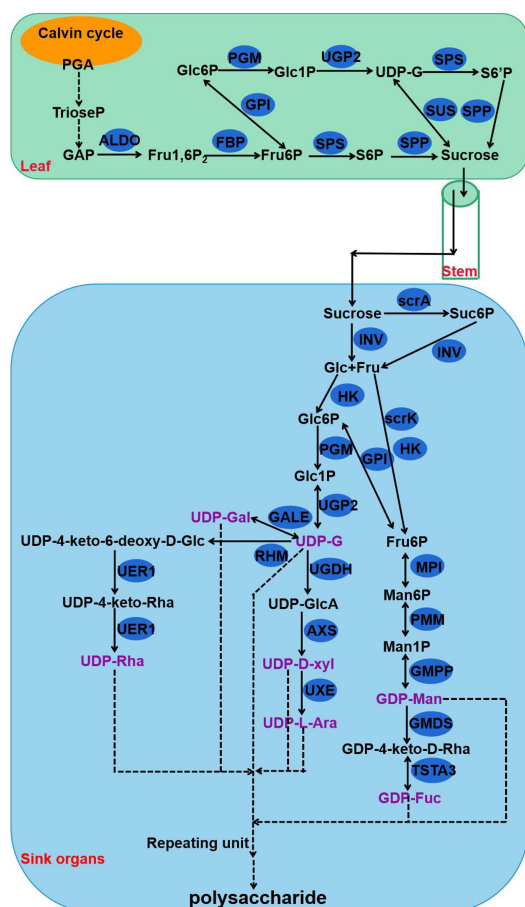 Calvin cycle
PGA
TrioseP
GAP ALDO Fru1,6P2 FBP Fru6P SPS S6P SPP Sucrose
Glc6P PGM Glc1P UGP2 UDP-G SPS S6'P
GPI SUS SPP
Leaf
Stem
Sucrose scrA Suc6P
INV INV
Glc+Fru
HK
Glc6P scrK
PGM GPI HK
Glc1P
UGP2
UDP-Gal GALE
UDP-4-keto-6-deoxy-D-Glc RHM UDP-G Fru6P
UER1 UGDH MPI
UDP-4-keto-Rha UDP-GlcA Man6P
UER1 AXS PMM
Man1P
UDP-Rha UDP-D-xyl GMPP
UXE GDP-Man
UDP-L-Ara GMDS
GDP-4-keto-D-Rha
TSTA3
GDP-Fuc
Repeating unit
Sink organs
polysaccharide